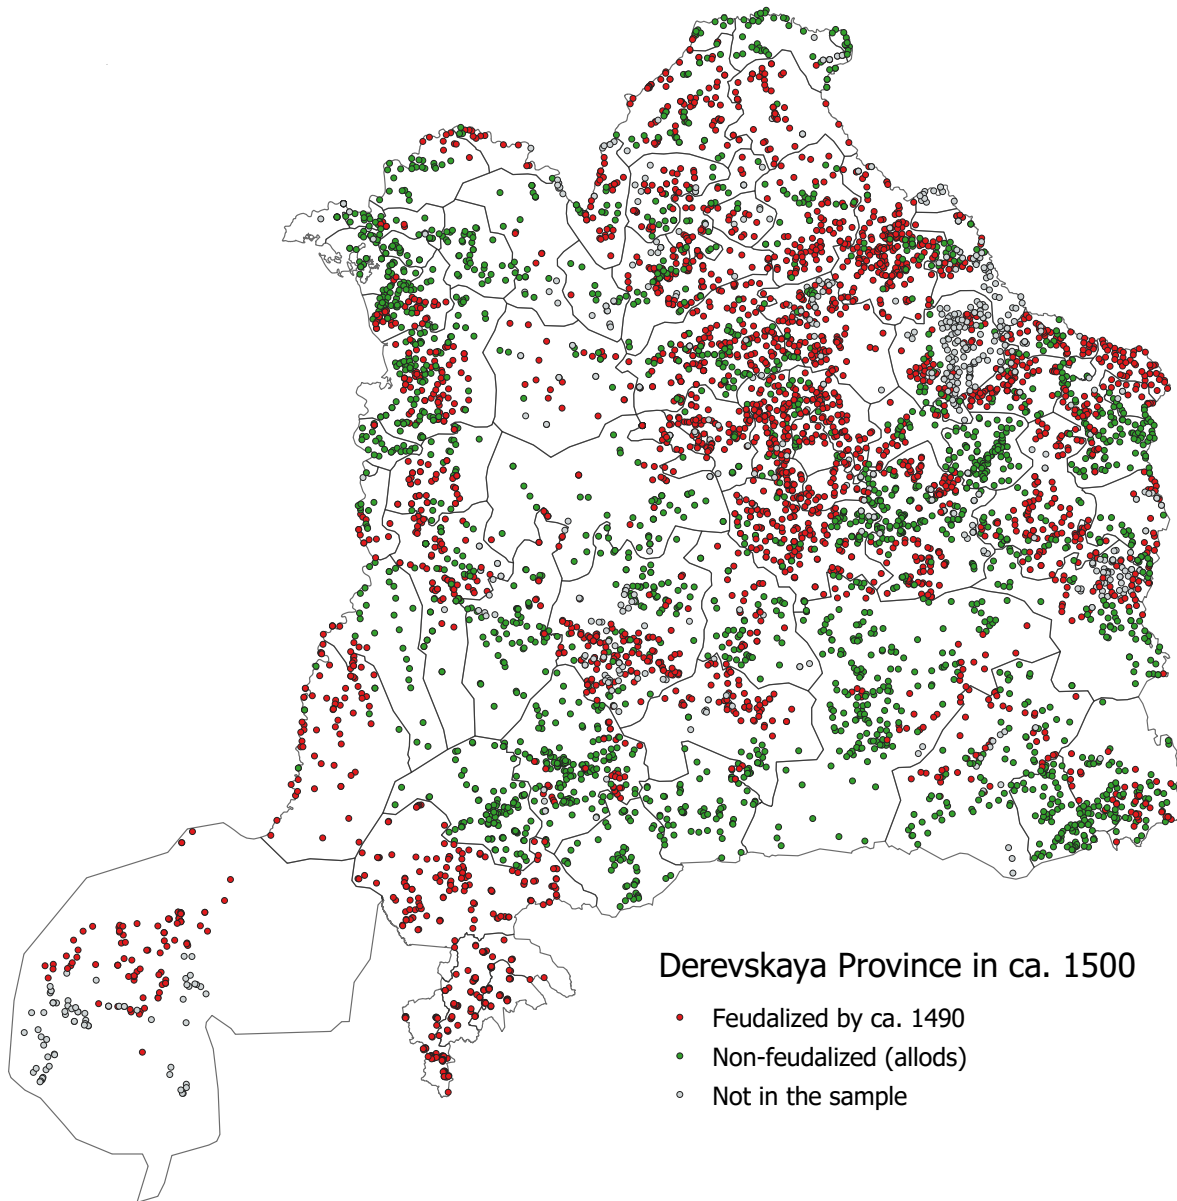 Derevskaya Province in ca. 1500
Feudalized by ca. 1490
Non-feudalized (allods)
Not in the sample